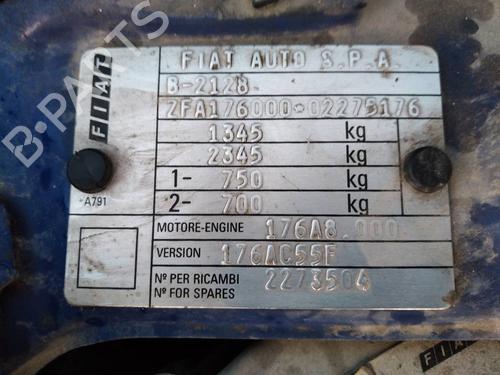 FIAT AUTO S.P.A.
B-2128
ZFA176000-02275176
FIAT
1345 kg
2345 kg
1- 750 kg
2- 700 kg
A791
MOTORE-ENGINE 176A8.000
VERSION 176AC55F
Nº PER RICAMBI
Nº FOR SPARES 2273504
FIAT
B-PARTS